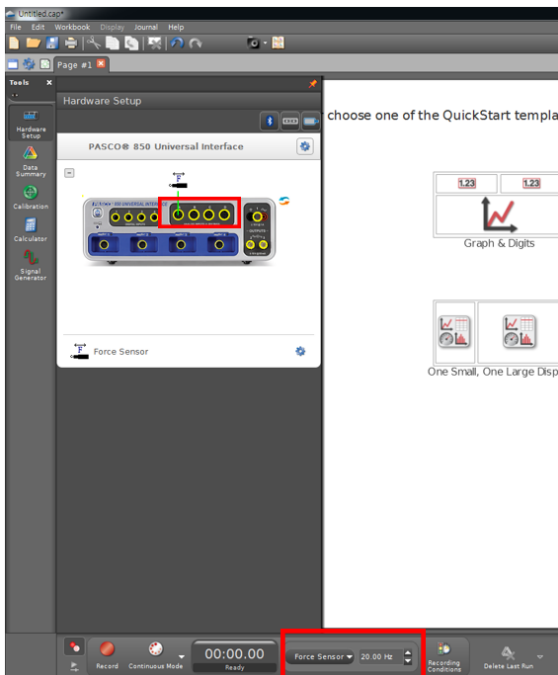 Untitled.cap*
File Edit Workbook Display Journal Help
Page #1
Tools
Hardware Setup
Hardware
Setup
PASCO® 850 Universal Interface
Data
Summary
Calibration
Calculator
Signal
Generator
F
Force Sensor
choose one of the QuickStart templa
1.23 1.23
Graph & Digits
One Small, One Large Disp
Record
Continuous Mode
00:00.00
Ready
Force Sensor 20.00 Hz
Recording
Conditions
Delete Last Run